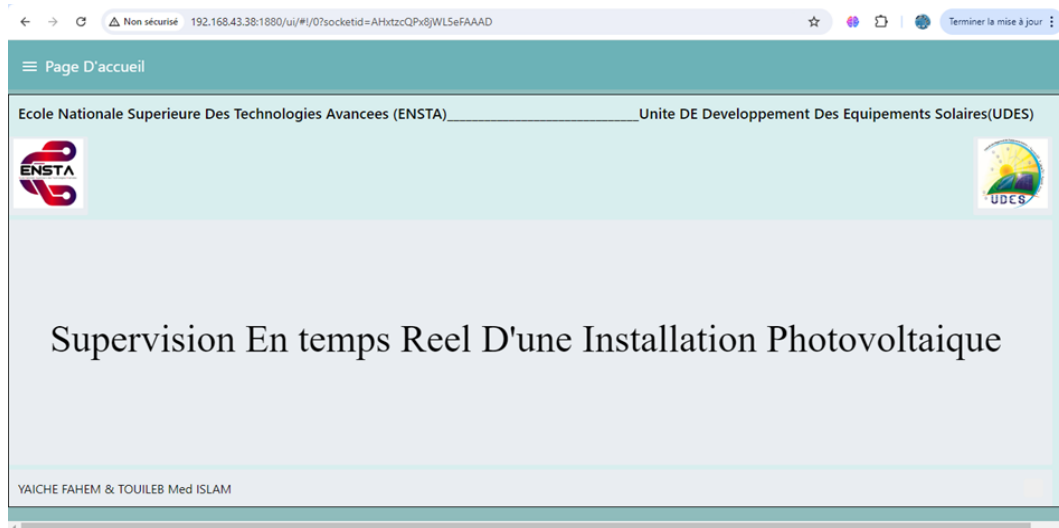 Non sécurisé 192.168.43.38:1880/ui/#!/0?socketid=AHxtzcQPx8jWL5eFAAAD Terminer la mise à jour
Page D'accueil
Ecole Nationale Superieure Des Technologies Avancees (ENSTA)______________________________Unite DE Developpement Des Equipements Solaires(UDES)
ENSTA
UDES
Supervision En temps Reel D'une Installation Photovoltaique
YAICHE FAHEM & TOUILEB Med ISLAM